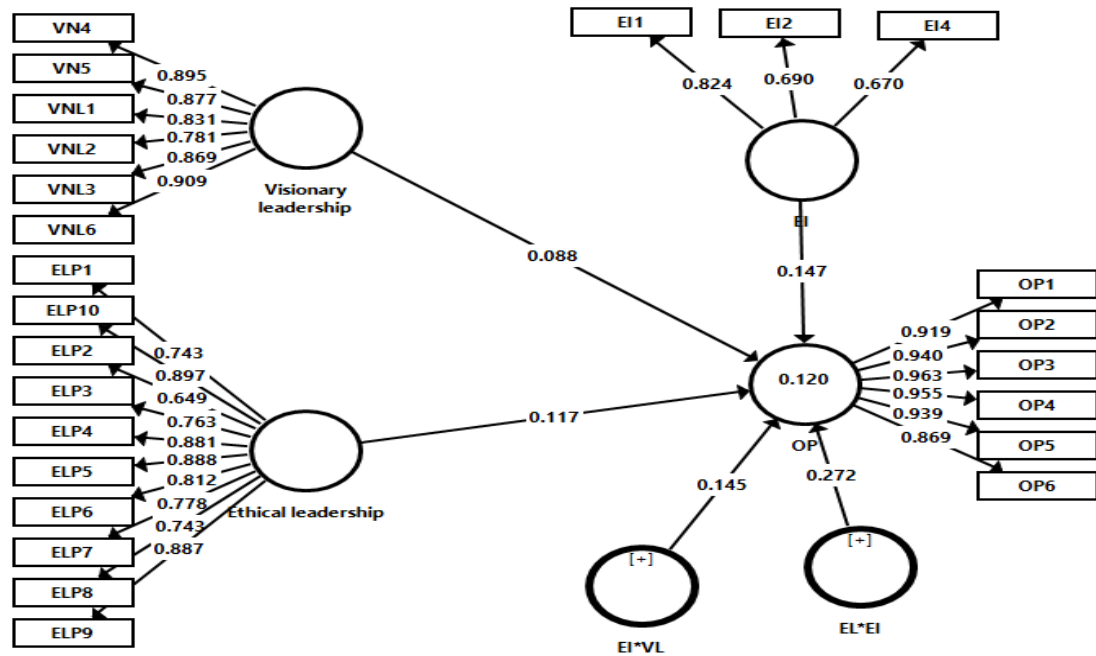 VN4
VN5
VNL1
VNL2
VNL3
VNL6
0.895
0.877
0.831
0.781
0.869
0.909
Visionary
leadership
ELP1
ELP10
ELP2
ELP3
ELP4
ELP5
ELP6
ELP7
ELP8
ELP9
0.743
0.897
0.649
0.763
0.881
0.888
0.812
0.778
0.743
0.887
Ethical leadership
EI1
EI2
EI4
0.824
0.690
0.670
EI
0.088
0.147
0.117
0.120
OP
OP1
OP2
OP3
OP4
OP5
OP6
0.919
0.940
0.963
0.955
0.939
0.869
0.145
0.272
[+]
EI*VL
[+]
EL*EI